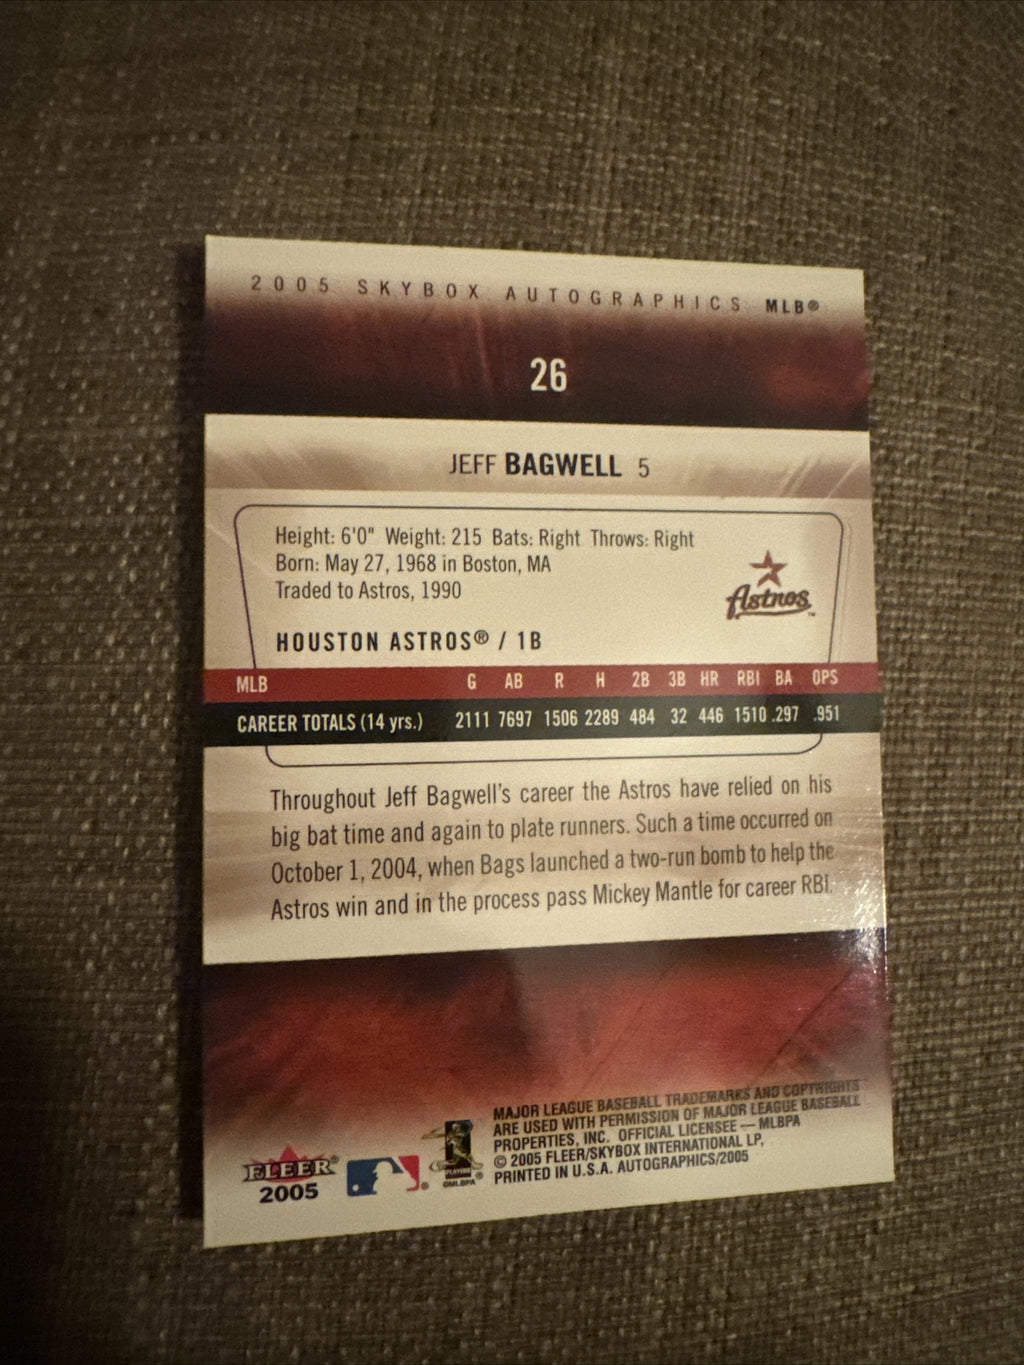 2005 SKYBOX AUTOGRAPHICS MLB®
26
JEFF BAGWELL 5
Height: 6'0" Weight: 215 Bats: Right Throws: Right
Born: May 27, 1968 in Boston, MA
Traded to Astros, 1990
Astros™
HOUSTON ASTROS® / 1B
MLB G AB R H 2B 3B HR RBI BA OPS
CAREER TOTALS (14 yrs.) 2111 7697 1506 2289 484 32 446 1510 .297 .951
Throughout Jeff Bagwell's career the Astros have relied on his
big bat time and again to plate runners. Such a time occurred on
October 1, 2004, when Bags launched a two-run bomb to help the
Astros win and in the process pass Mickey Mantle for career RBI.
MAJOR LEAGUE BASEBALL TRADEMARKS AND COPYRIGHTS
ARE USED WITH PERMISSION OF MAJOR LEAGUE BASEBALL
PROPERTIES, INC. OFFICIAL LICENSEE — MLBPA
© 2005 FLEER/SKYBOX INTERNATIONAL LP,
PRINTED IN U.S.A. AUTOGRAPHICS/2005
FLEER®
2005
©MLBPA